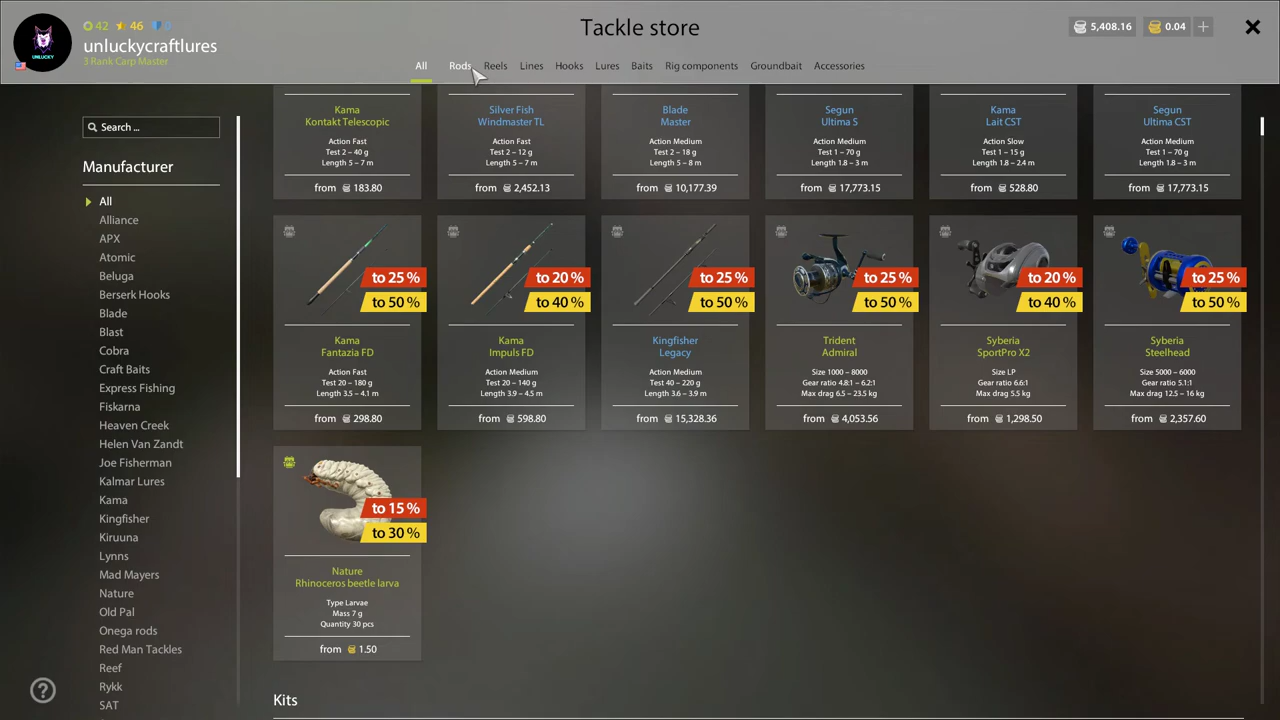 Tackle store
42 46 0
unluckycraftlures
3 Rank Carp Master
UNLUCKY
5,408.16
0.04 +
All Rods Reels Lines Hooks Lures Baits Rig components Groundbait Accessories
Search ...
Manufacturer
All
Alliance
APX
Atomic
Beluga
Berserk Hooks
Blade
Blast
Cobra
Craft Baits
Express Fishing
Fiskarna
Heaven Creek
Helen Van Zandt
Joe Fisherman
Kalmar Lures
Kama
Kingfisher
Kiruuna
Lynns
Mad Mayers
Nature
Old Pal
Onega rods
Red Man Tackles
Reef
Rykk
SAT
Kama
Kontakt Telescopic
Action Fast
Test 2 – 40 g
Length 5 – 7 m
from 183.80
Silver Fish
Windmaster TL
Action Fast
Test 2 – 12 g
Length 5 – 7 m
from 2,452.13
Blade
Master
Action Medium
Test 2 – 18 g
Length 5 – 8 m
from 10,177.39
Segun
Ultima S
Action Medium
Test 1 – 70 g
Length 1.8 – 3 m
from 17,773.15
Kama
Lait CST
Action Slow
Test 1 – 15 g
Length 1.8 – 2.4 m
from 528.80
Segun
Ultima CST
Action Medium
Test 1 – 70 g
Length 1.8 – 3 m
from 17,773.15
to 25 %
to 50 %
Kama
Fantazia FD
Action Fast
Test 20 – 180 g
Length 3.5 – 4.1 m
from 298.80
to 20 %
to 40 %
Kama
Impuls FD
Action Medium
Test 20 – 140 g
Length 3.9 – 4.5 m
from 598.80
to 25 %
to 50 %
Kingfisher
Legacy
Action Medium
Test 40 – 220 g
Length 3.6 – 3.9 m
from 15,328.36
to 25 %
to 50 %
Trident
Admiral
Size 1000 – 8000
Gear ratio 4.8:1 – 6.2:1
Max drag 6.5 – 23.5 kg
from 4,053.56
to 20 %
to 40 %
Syberia
SportPro X2
Size LP
Gear ratio 6.6:1
Max drag 5.5 kg
from 1,298.50
to 25 %
to 50 %
Syberia
Steelhead
Size 5000 – 6000
Gear ratio 5.1:1
Max drag 12.5 – 16 kg
from 2,357.60
to 15 %
to 30 %
Nature
Rhinoceros beetle larva
Type Larvae
Mass 7 g
Quantity 30 pcs
from 1.50
Kits
?